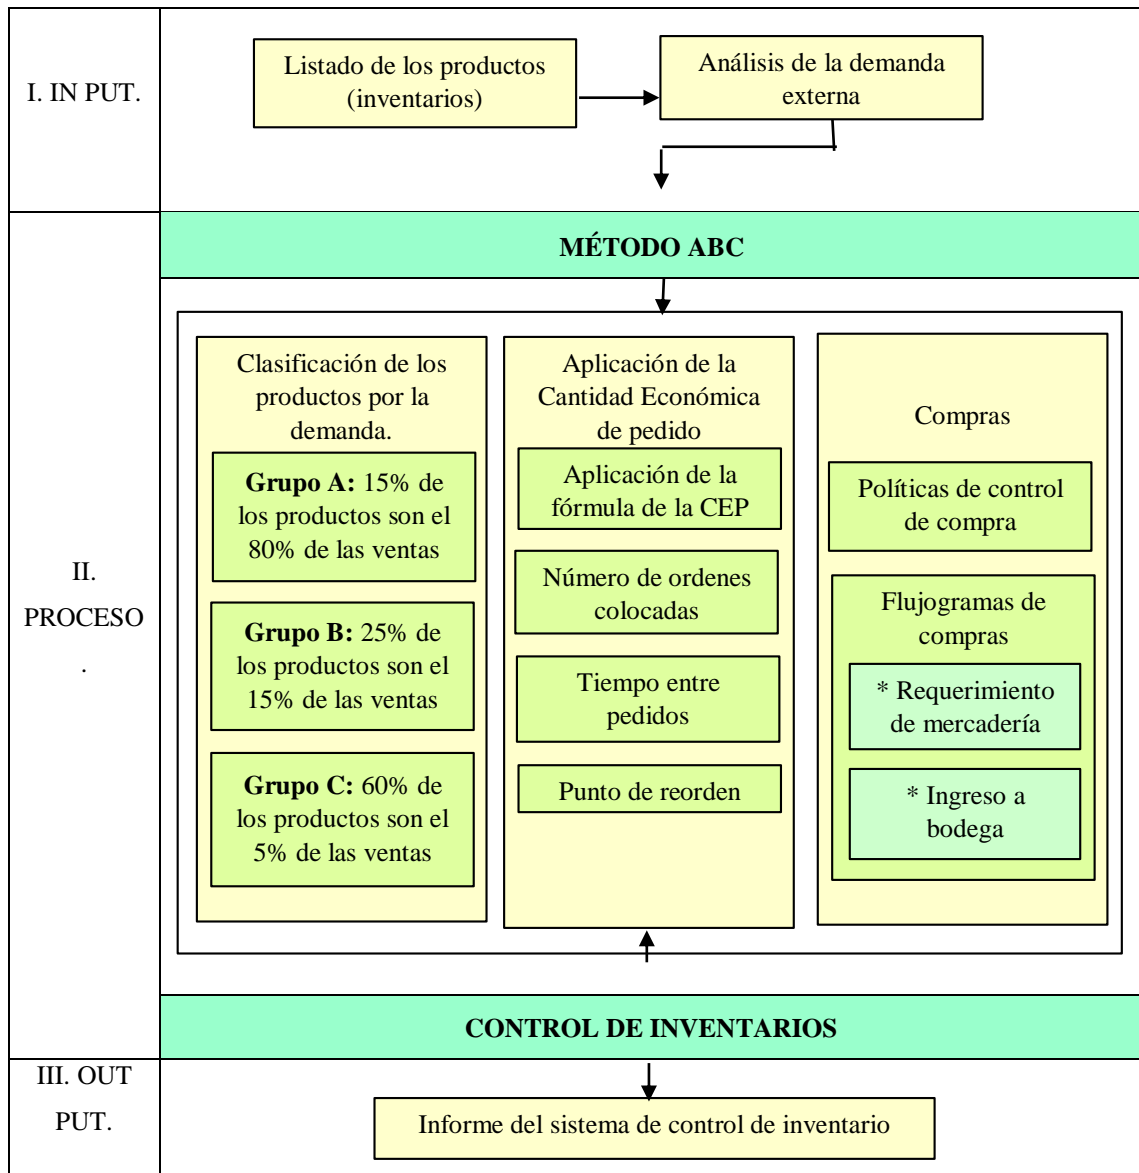 I. IN PUT.
Listado de los productos
(inventarios)
Análisis de la demanda
externa
II.
PROCESO
.
MÉTODO ABC
Clasificación de los
productos por la
demanda.
Grupo A: 15% de
los productos son el
80% de las ventas
Grupo B: 25% de
los productos son el
15% de las ventas
Grupo C: 60% de
los productos son el
5% de las ventas
Aplicación de la
Cantidad Económica
de pedido
Aplicación de la
fórmula de la CEP
Número de ordenes
colocadas
Tiempo entre
pedidos
Punto de reorden
Compras
Políticas de control
de compra
Flujogramas de
compras
* Requerimiento
de mercadería
* Ingreso a
bodega
CONTROL DE INVENTARIOS
III. OUT
PUT.
Informe del sistema de control de inventario